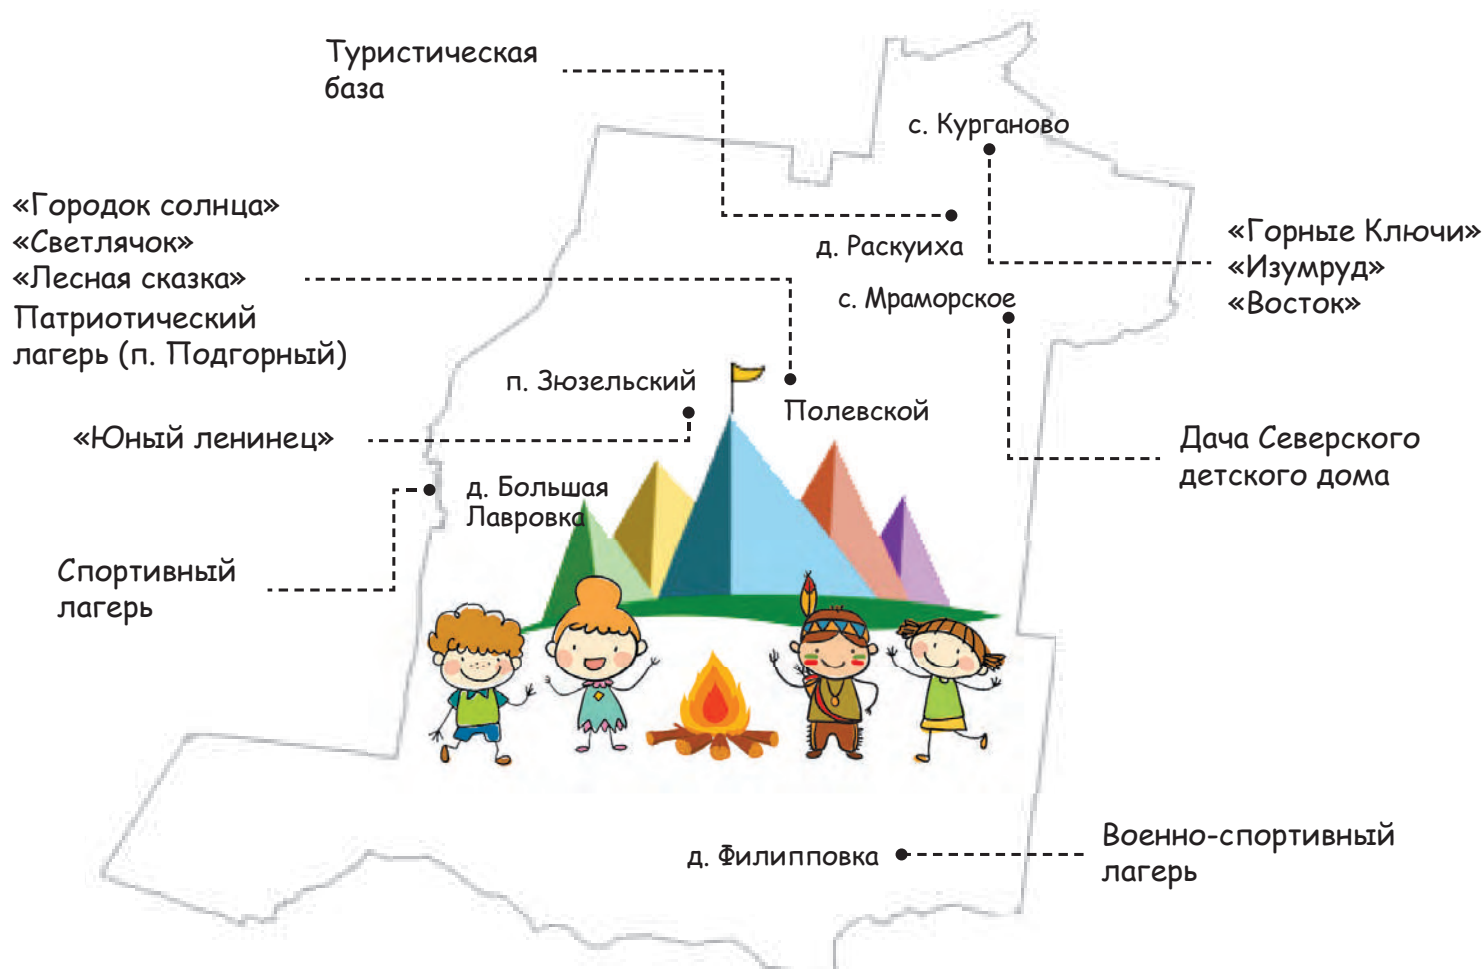 Туристическая
база
с. Курганово
«Городок солнца»
«Светлячок»
«Лесная сказка»
Патриотический
лагерь (п. Подгорный)
д. Раскуиха
«Горные Ключи»
«Изумруд»
«Восток»
с. Мраморское
п. Зюзельский
Полевской
«Юный ленинец»
Дача Северского
детского дома
д. Большая
Лавровка
Спортивный
лагерь
д. Филипповка
Военно-спортивный
лагерь